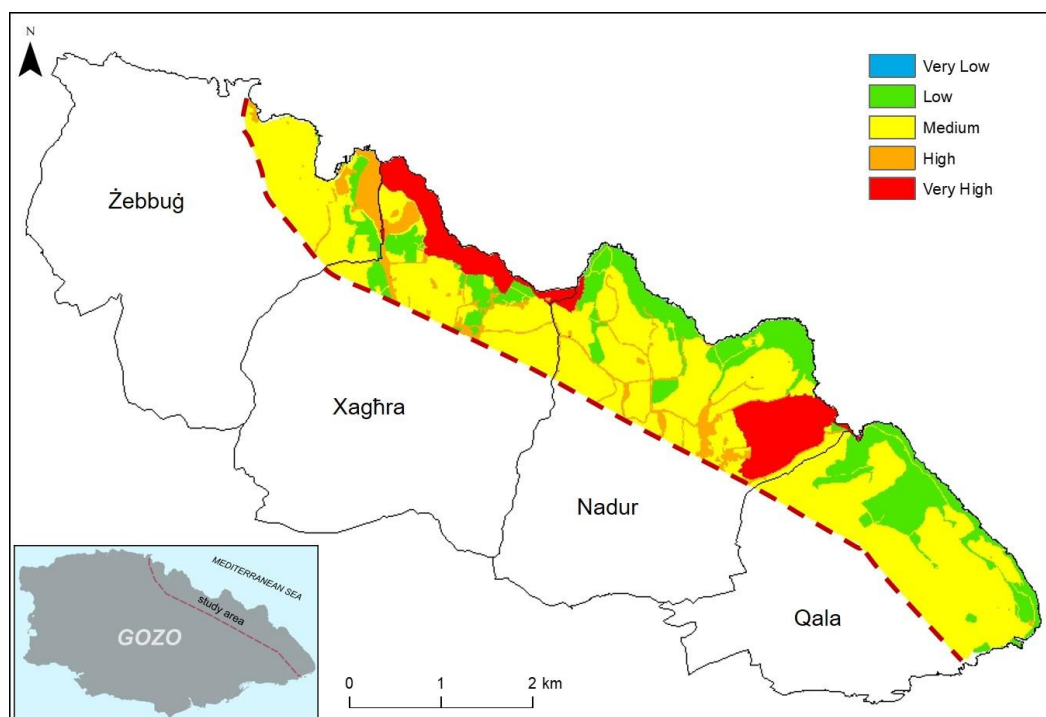 N
Very Low
Low
Medium
High
Very High
Żebbuġ
Xagħra
Nadur
Qala
MEDITERRANEAN SEA
study area
GOZO
0 1 2 km